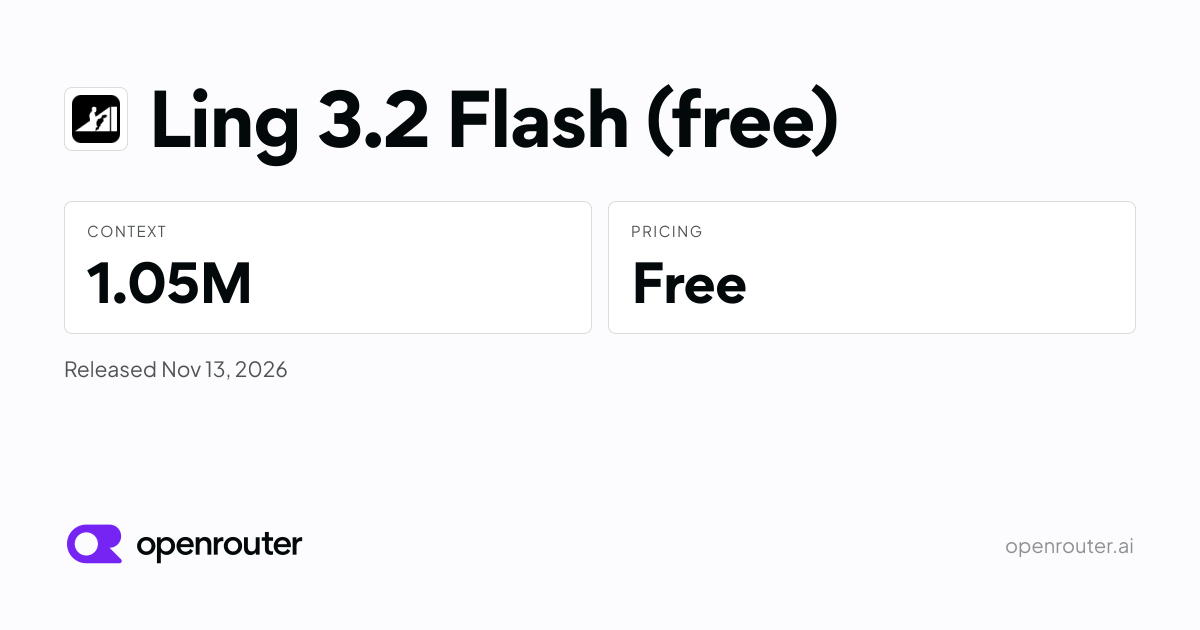 Ling 3.2 Flash (free)
CONTEXT
1.05M
PRICING
Free
Released Nov 13, 2026
openrouter
openrouter.ai